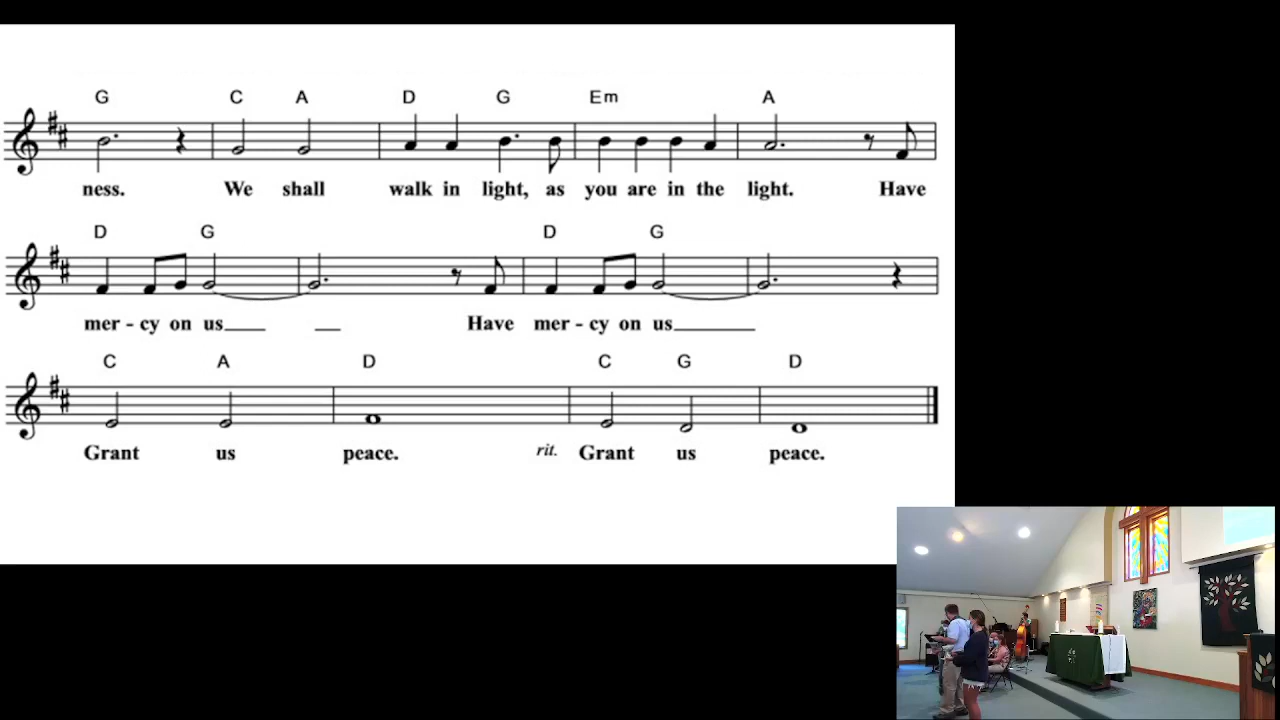 G C A D G Em A
ness. We shall walk in light, as you are in the light. Have
D G D G
mer - cy on us Have mer - cy on us
C A D C G D
Grant us peace. rit. Grant us peace.